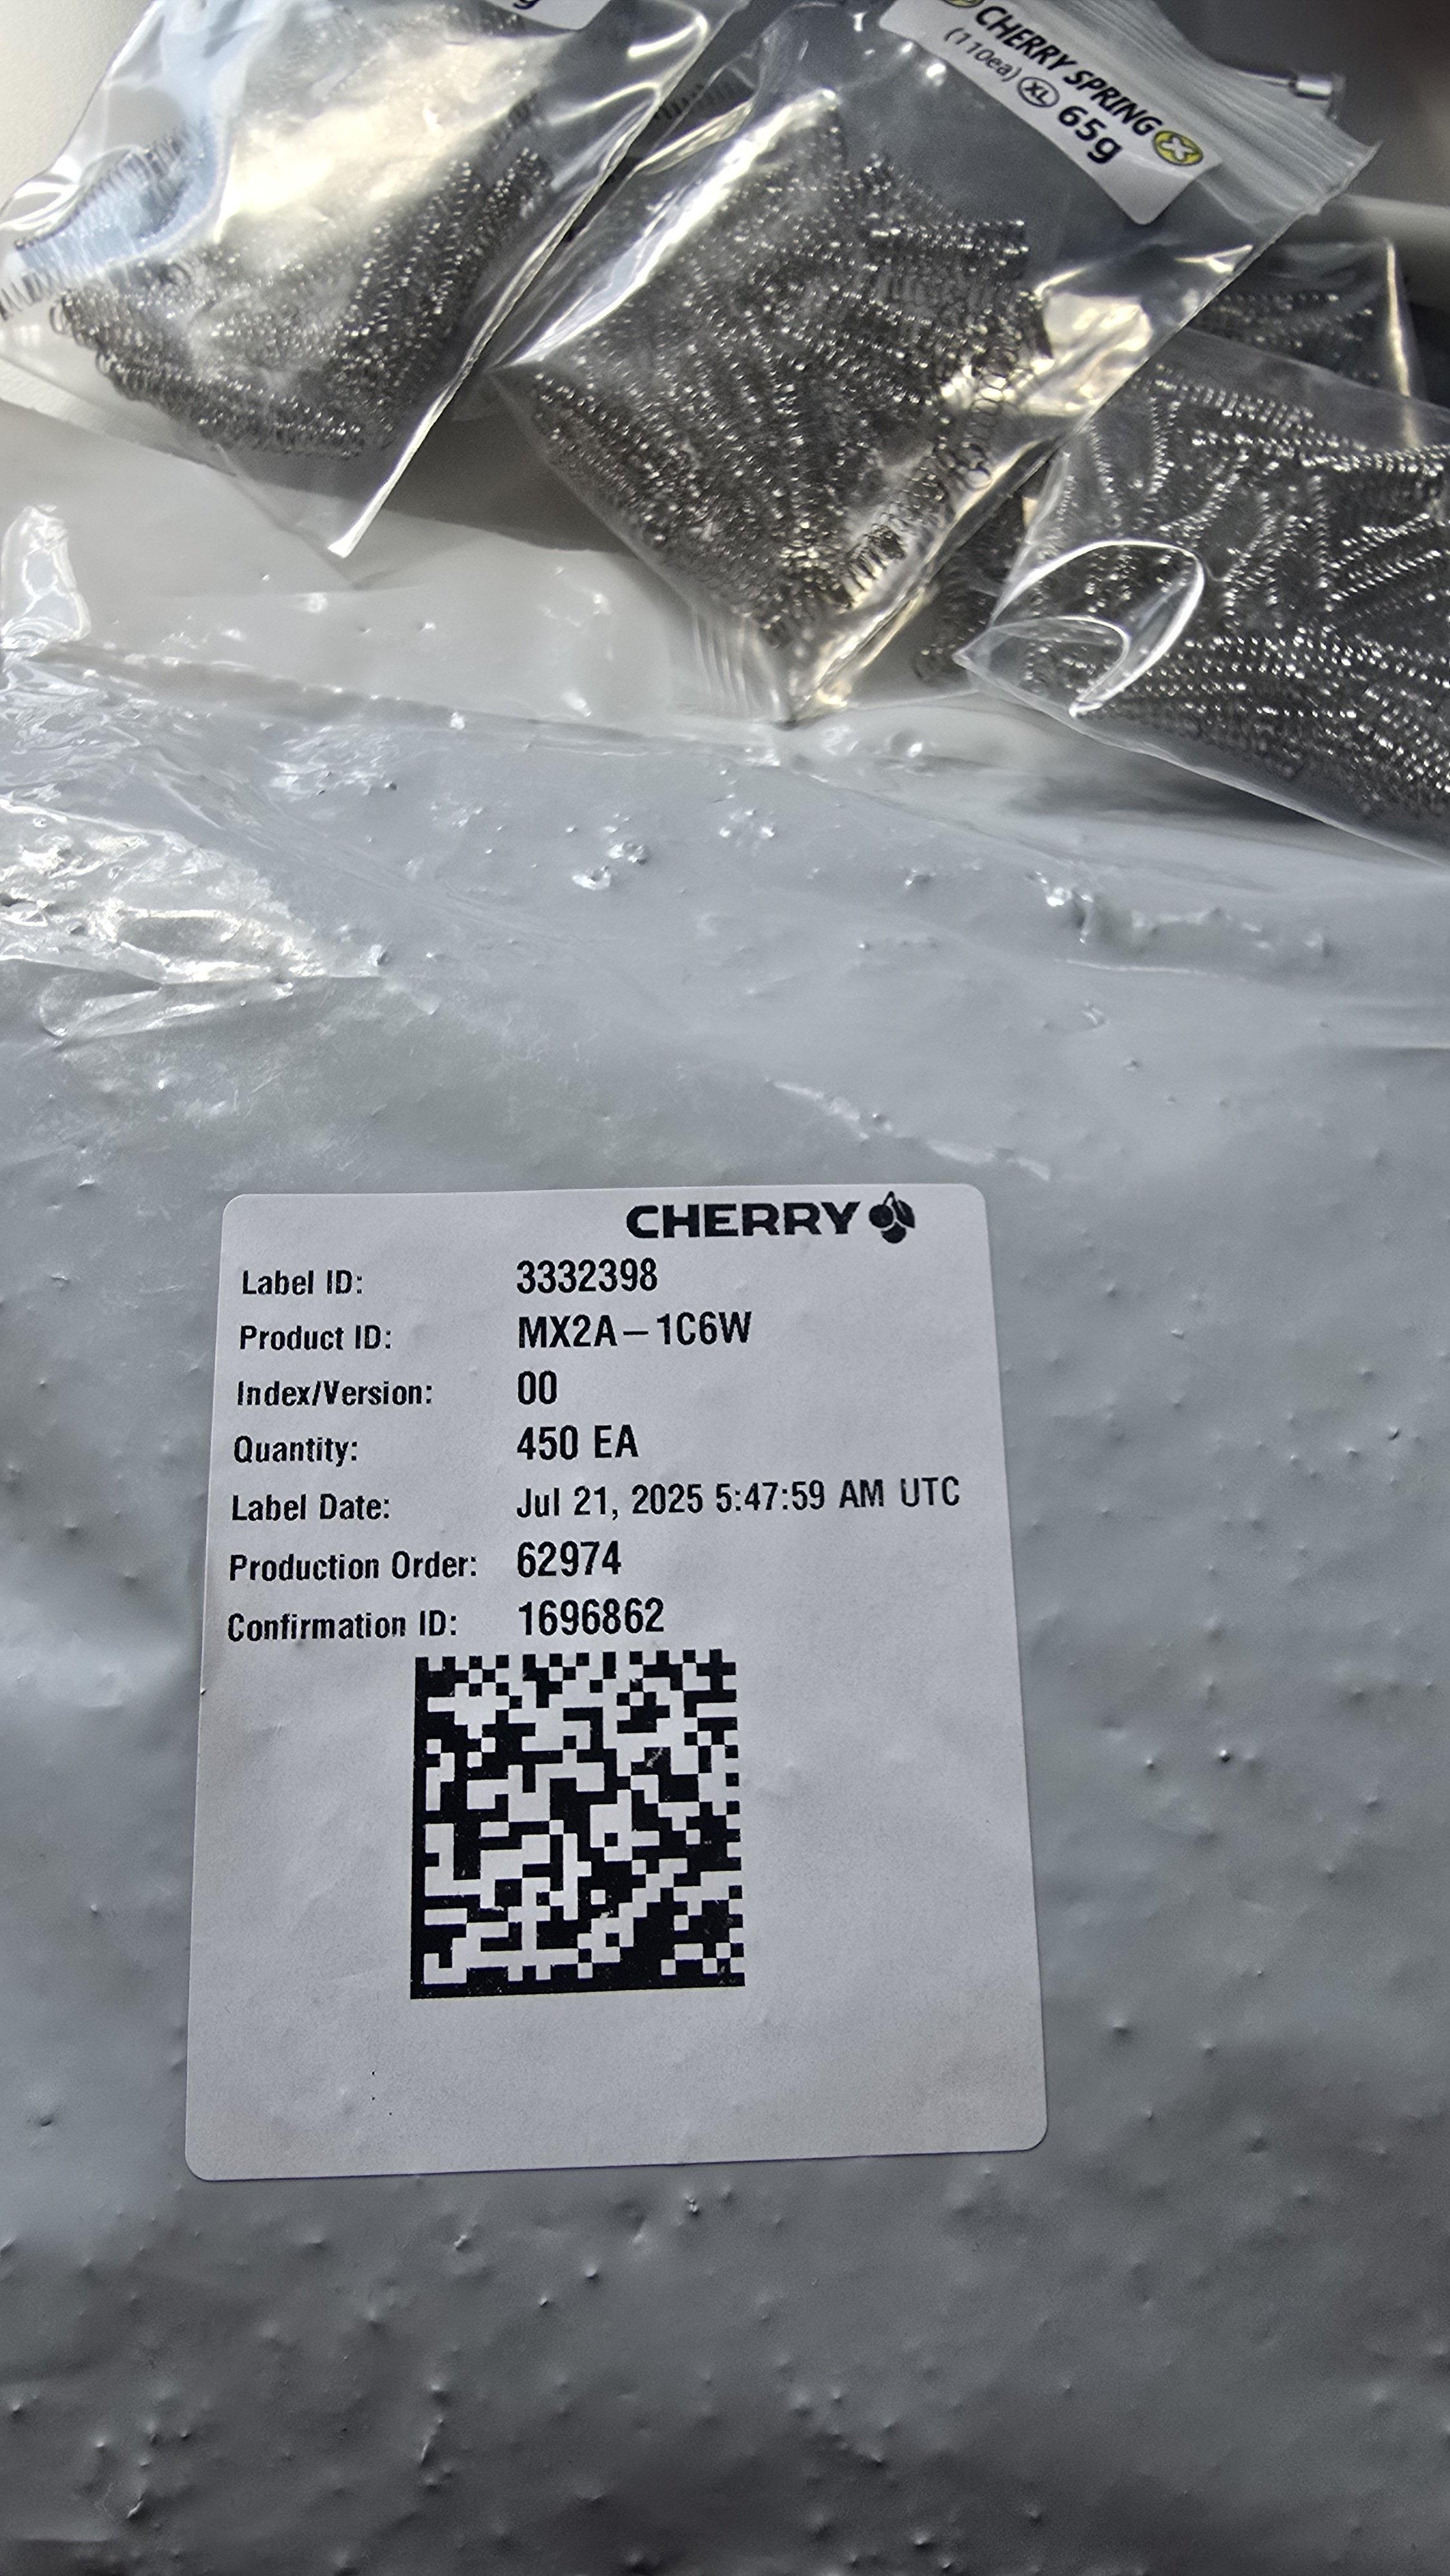 g
CHERRY SPRING
(110ea) XL 65g
CHERRY
Label ID: 3332398
Product ID: MX2A-1C6W
Index/Version: 00
Quantity: 450 EA
Label Date: Jul 21, 2025 5:47:59 AM UTC
Production Order: 62974
Confirmation ID: 1696862